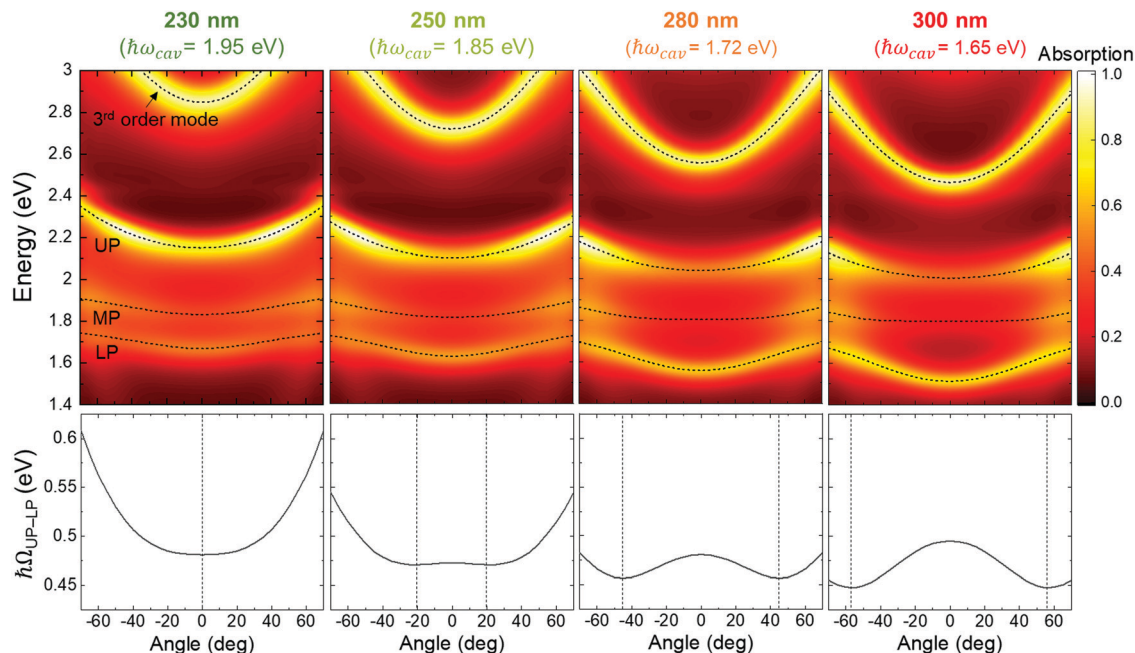 230 nm
(ℏω_cav = 1.95 eV)
250 nm
(ℏω_cav = 1.85 eV)
280 nm
(ℏω_cav = 1.72 eV)
300 nm
(ℏω_cav = 1.65 eV)
Absorption
Energy (eV)
3
2.8
2.6
2.4
2.2
2
1.8
1.6
1.4
3rd order mode
UP
MP
LP
1.0
0.8
0.6
0.4
0.2
0.0
ℏΩ_UP–LP (eV)
0.6
0.55
0.5
0.45
-60 -40 -20 0 20 40 60
-60 -40 -20 0 20 40 60
-60 -40 -20 0 20 40 60
-60 -40 -20 0 20 40 60
Angle (deg)
Angle (deg)
Angle (deg)
Angle (deg)